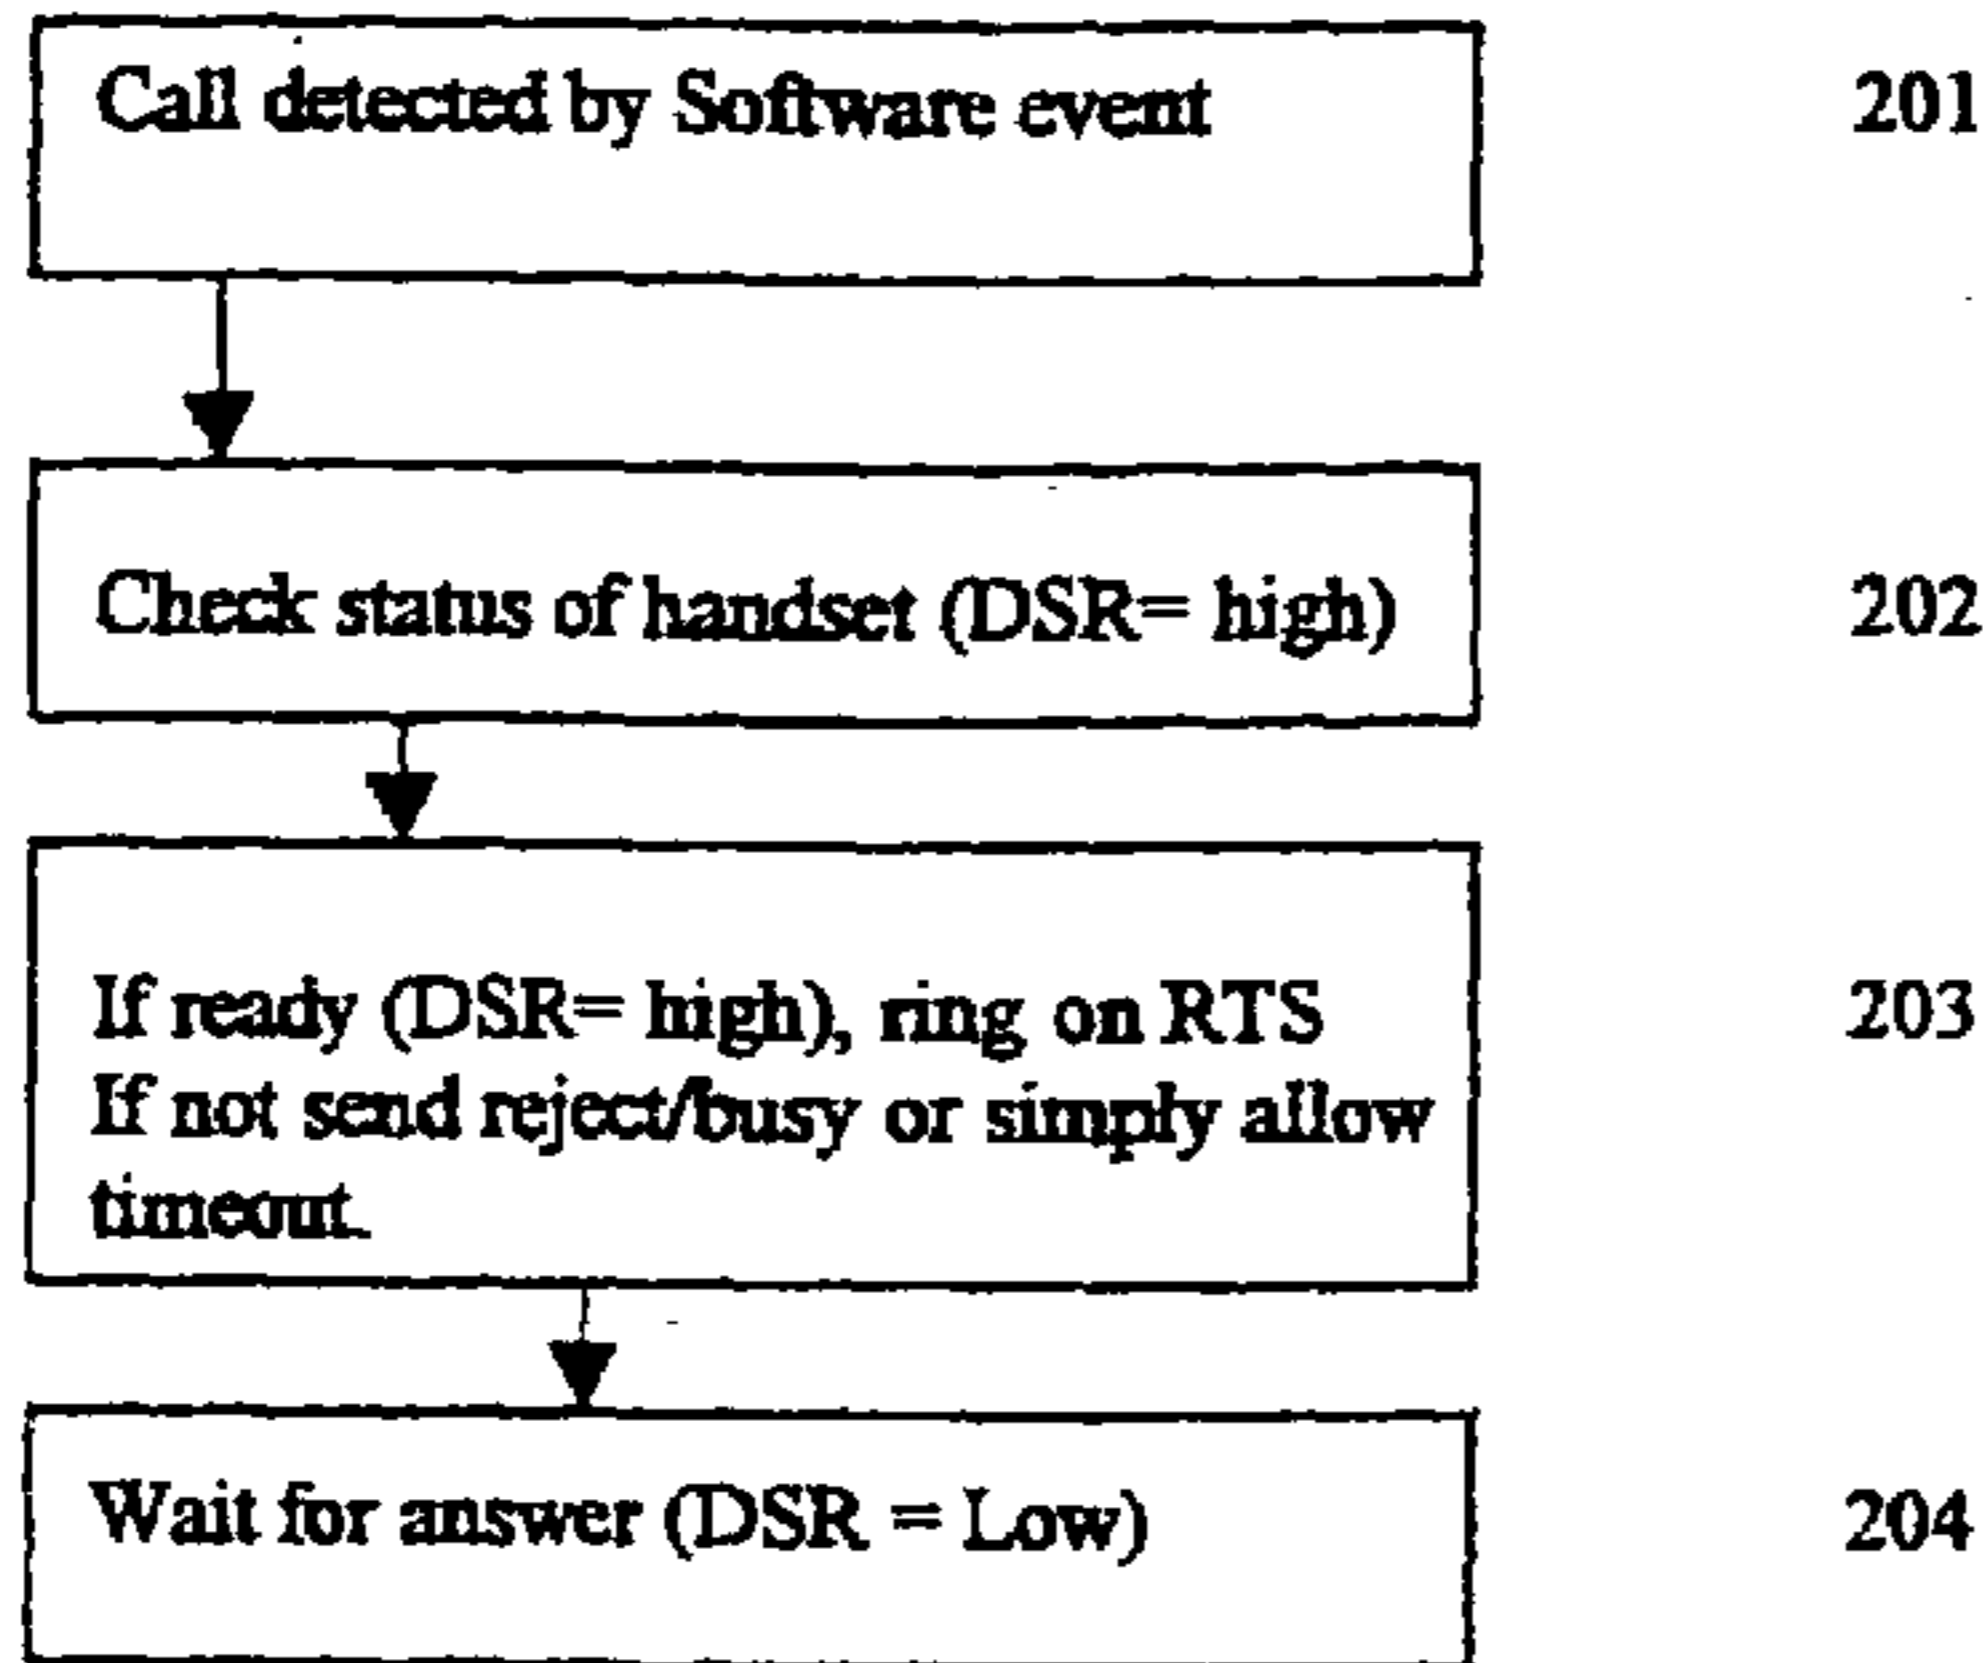 Call detected by Software event 201
Check status of handset (DSR= high) 202
If ready (DSR= high), ring on RTS 203
If not send reject/busy or simply allow
timeout.
Wait for answer (DSR = Low) 204